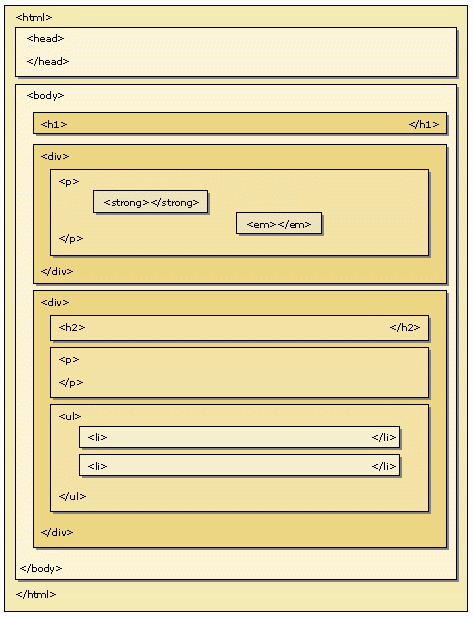 <html>
<head>
</head>
<body>
<h1> </h1>
<div>
<p>
<strong></strong>
<em></em>
</p>
</div>
<div>
<h2> </h2>
<p>
</p>
<ul>
<li> </li>
<li> </li>
</ul>
</div>
</body>
</html>